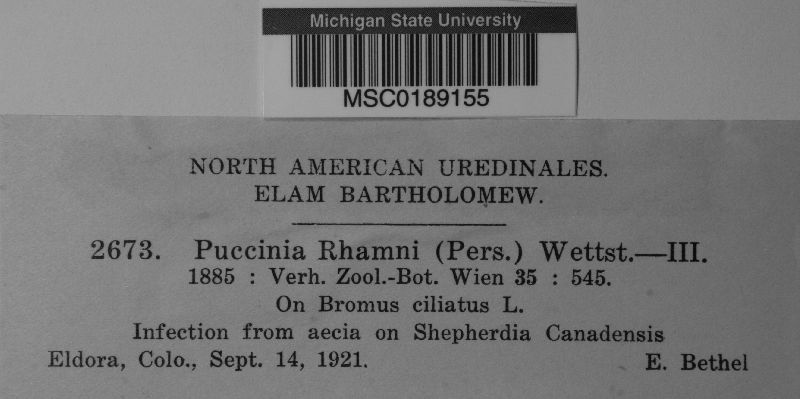 Michigan State University
MSC0189155
NORTH AMERICAN UREDINALES.
ELAM BARTHOLOMEW.
2673. Puccinia Rhamni (Pers.) Wettst.—III.
1885 : Verh. Zool.-Bot. Wien 35 : 545.
On Bromus ciliatus L.
Infection from aecia on Shepherdia Canadensis
Eldora, Colo., Sept. 14, 1921. E. Bethel